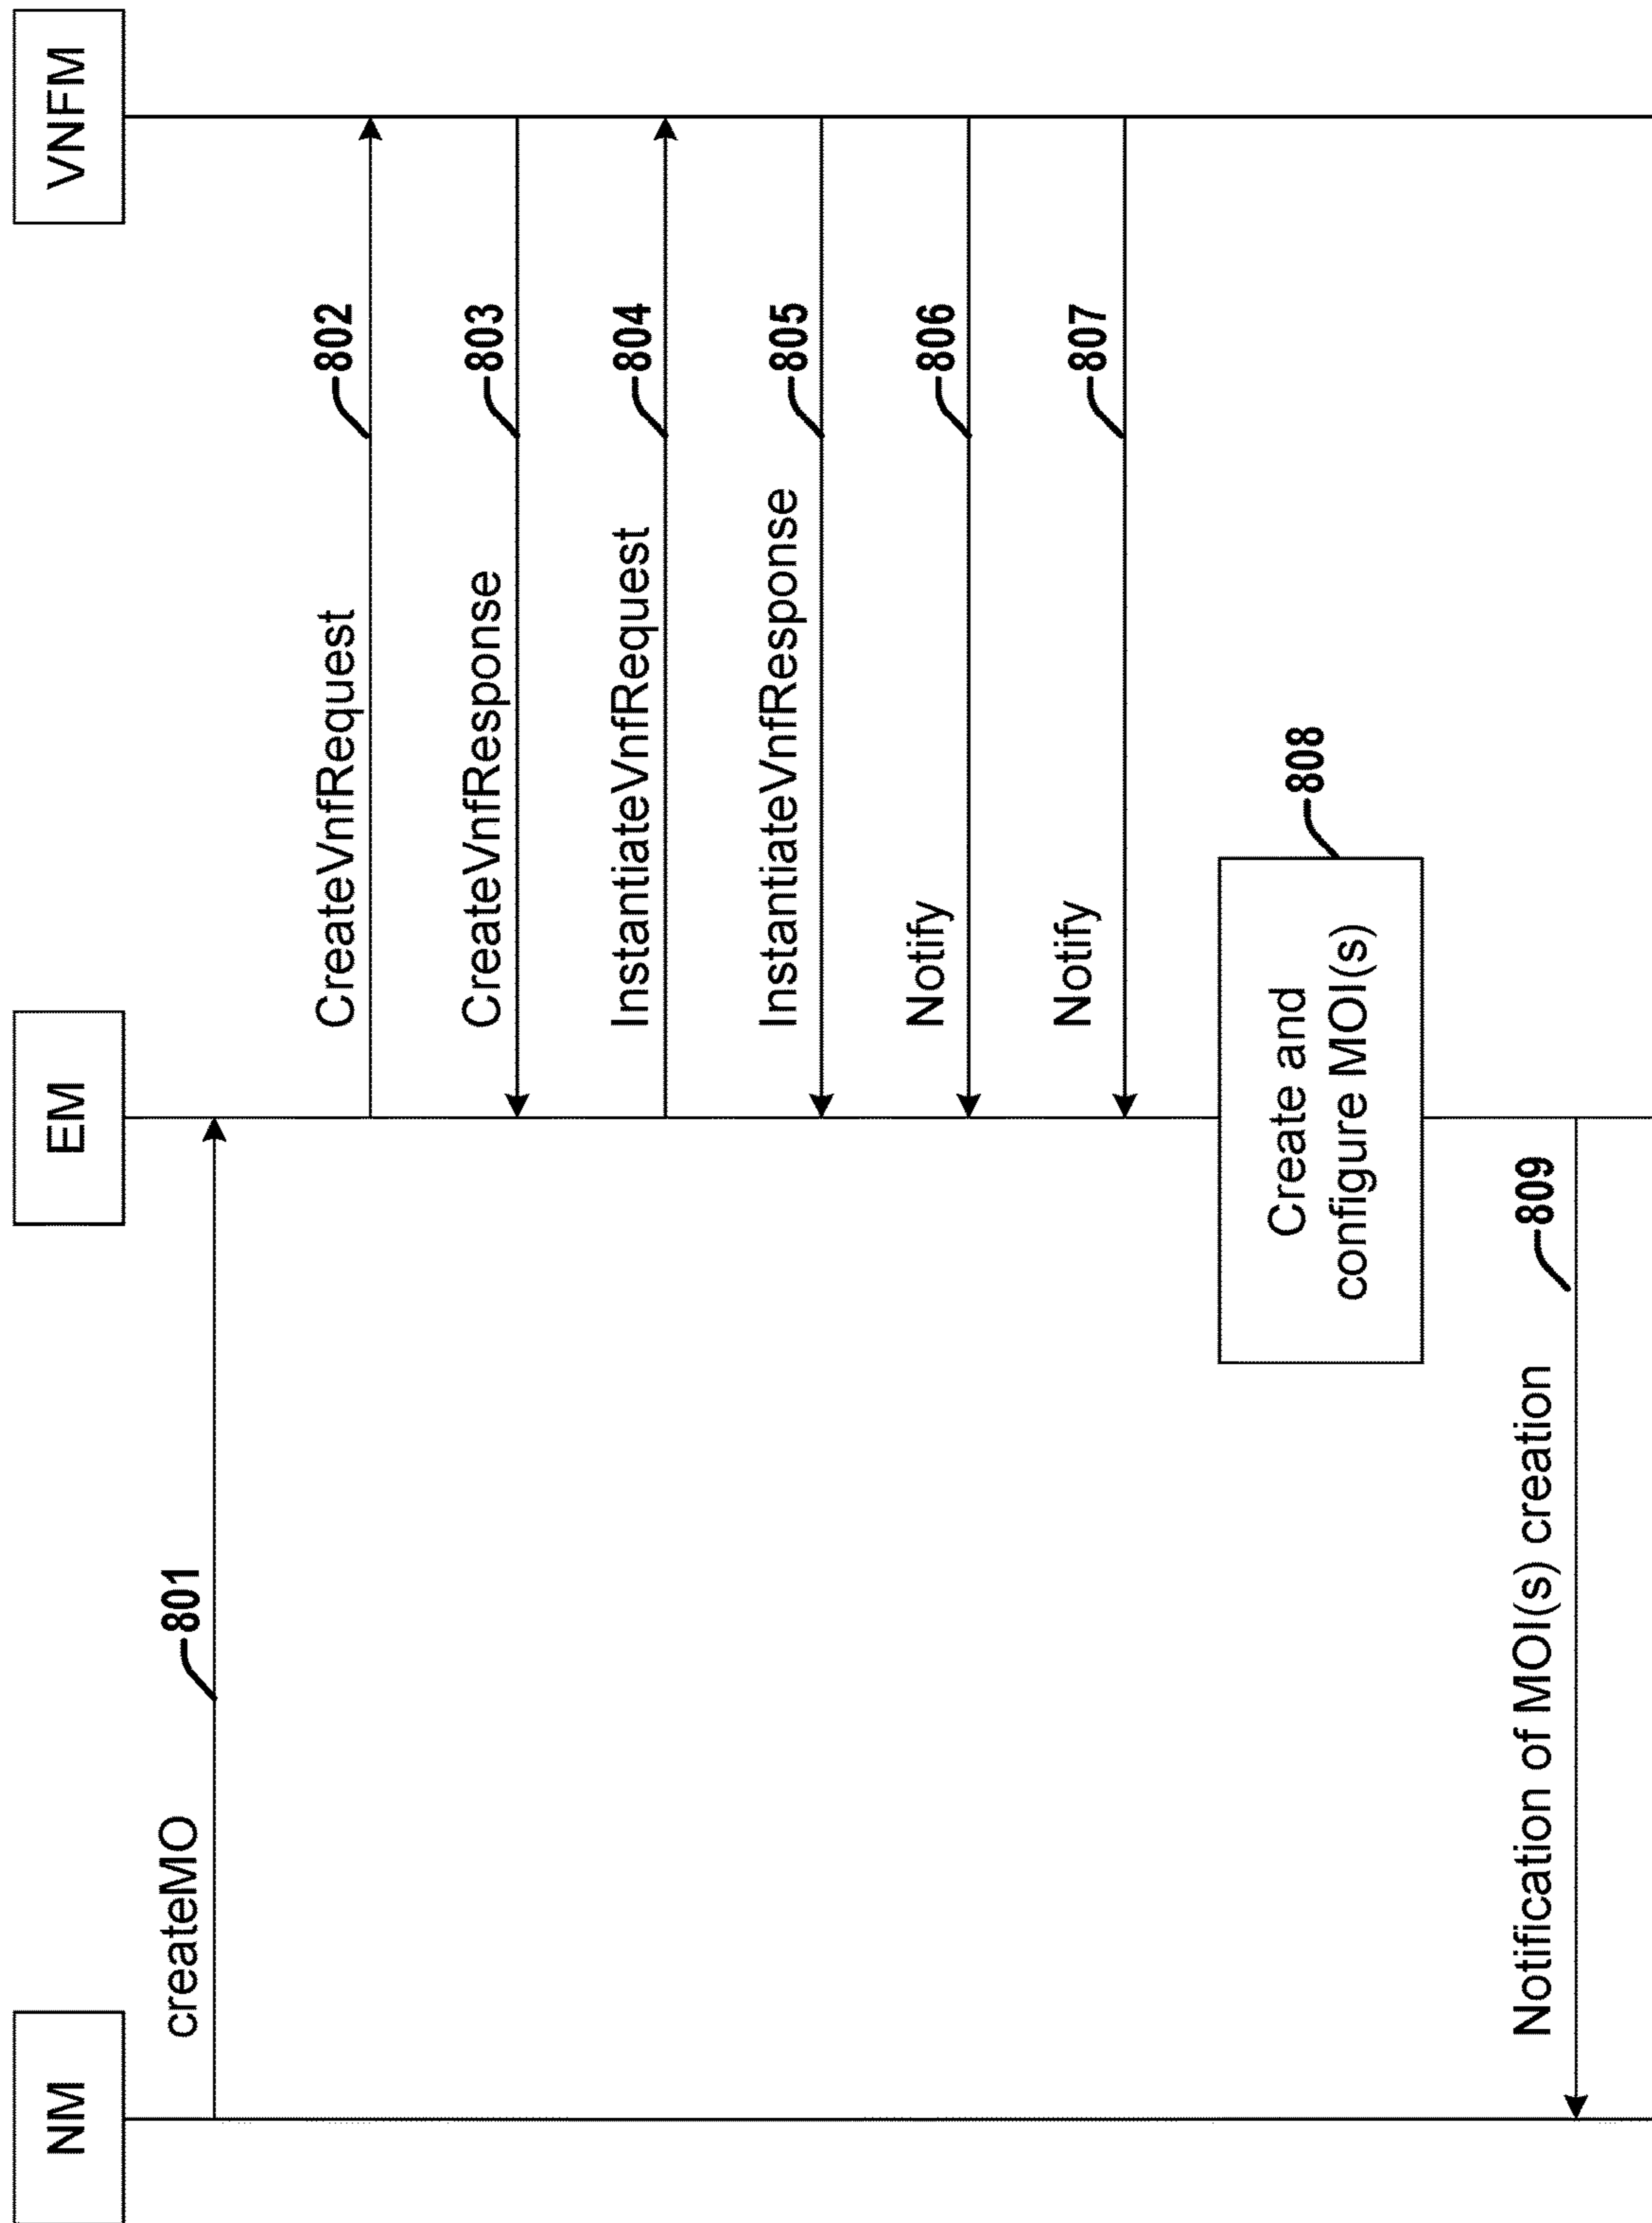 NM
EM
VNFM
createMO
801
CreateVnfRequest
802
CreateVnfResponse
803
InstantiateVnfRequest
804
InstantiateVnfResponse
805
Notify
806
Notify
807
Create and
configure MOI(s)
808
Notification of MOI(s) creation
809